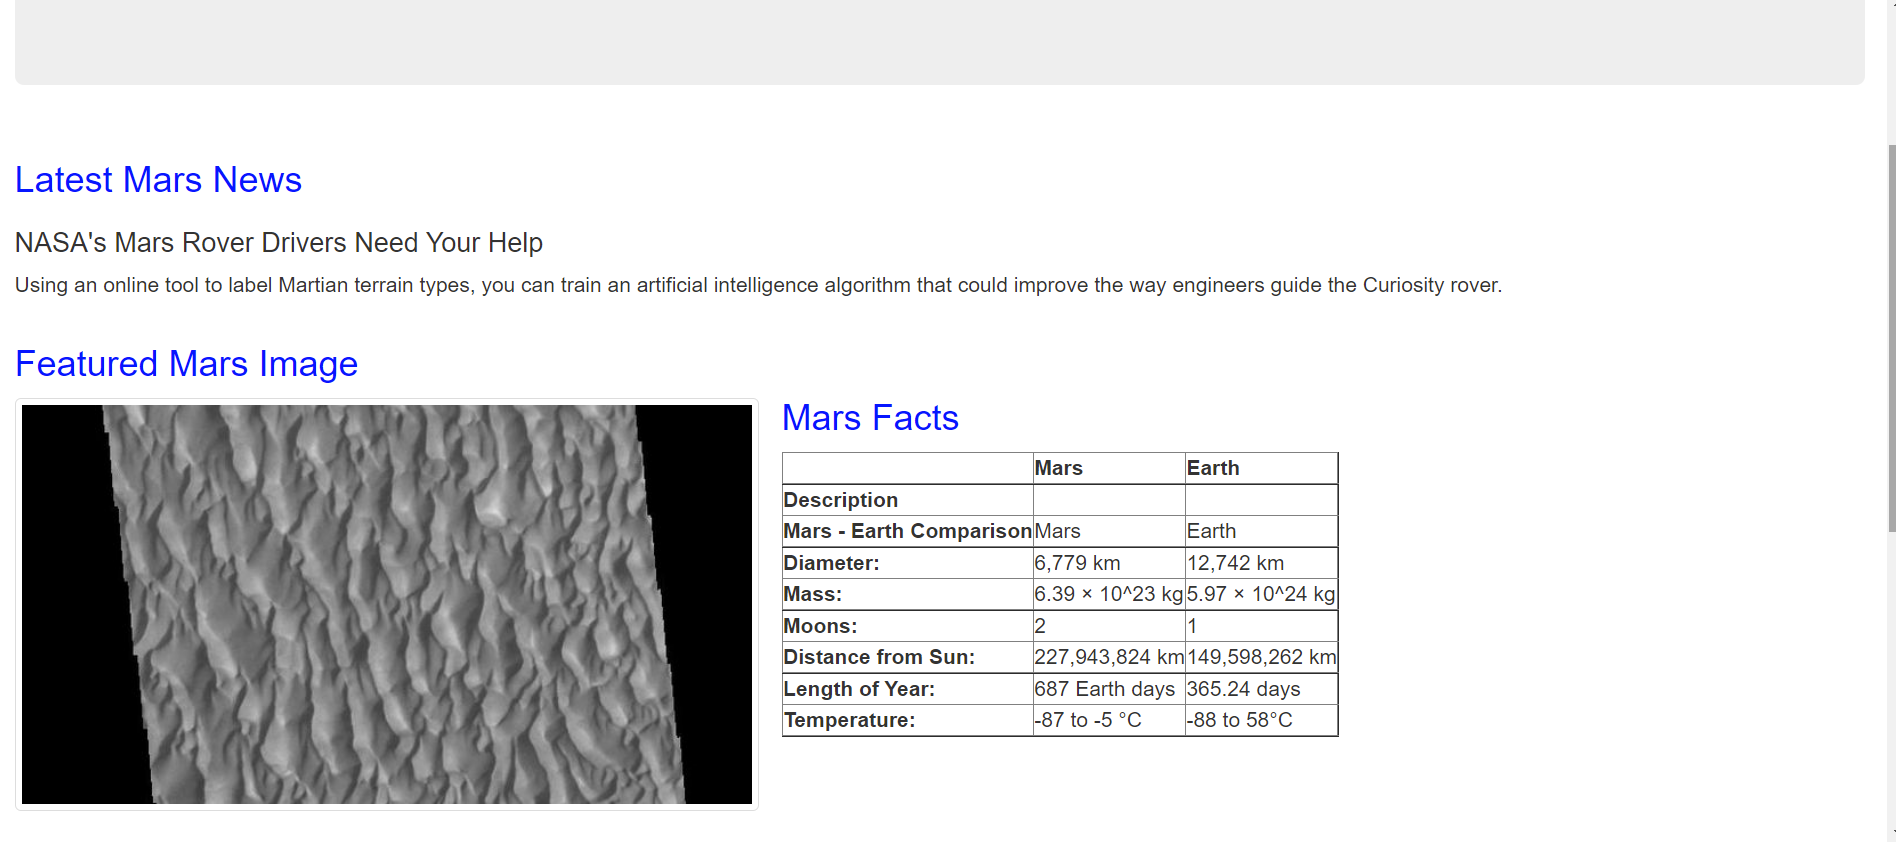 Latest Mars News
NASA's Mars Rover Drivers Need Your Help
Using an online tool to label Martian terrain types, you can train an artificial intelligence algorithm that could improve the way engineers guide the Curiosity rover.
Featured Mars Image
Mars Facts
Mars Earth
Description
Mars - Earth Comparison Mars Earth
Diameter: 6,779 km 12,742 km
Mass: 6.39 × 10^23 kg 5.97 × 10^24 kg
Moons: 2 1
Distance from Sun: 227,943,824 km 149,598,262 km
Length of Year: 687 Earth days 365.24 days
Temperature: -87 to -5 °C -88 to 58°C